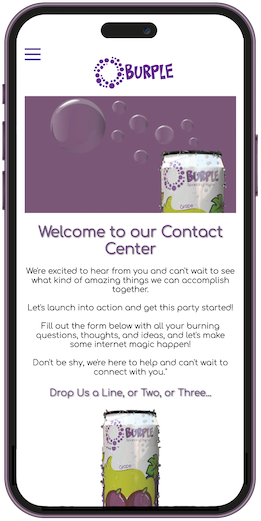 BURPLE
BURPLE
GRAPE
Welcome to our Contact
Center
We're excited to hear from you and can't wait to see
what kind of amazing things we can accomplish
together.
Let's launch into action and get this party started!
Fill out the form below with all your burning
questions, thoughts, and ideas, and let's make
some internet magic happen!
Don't be shy, we're here to help and can't wait to
connect with you."
Drop Us a Line, or Two, or Three...
BURPLE
GRAPE